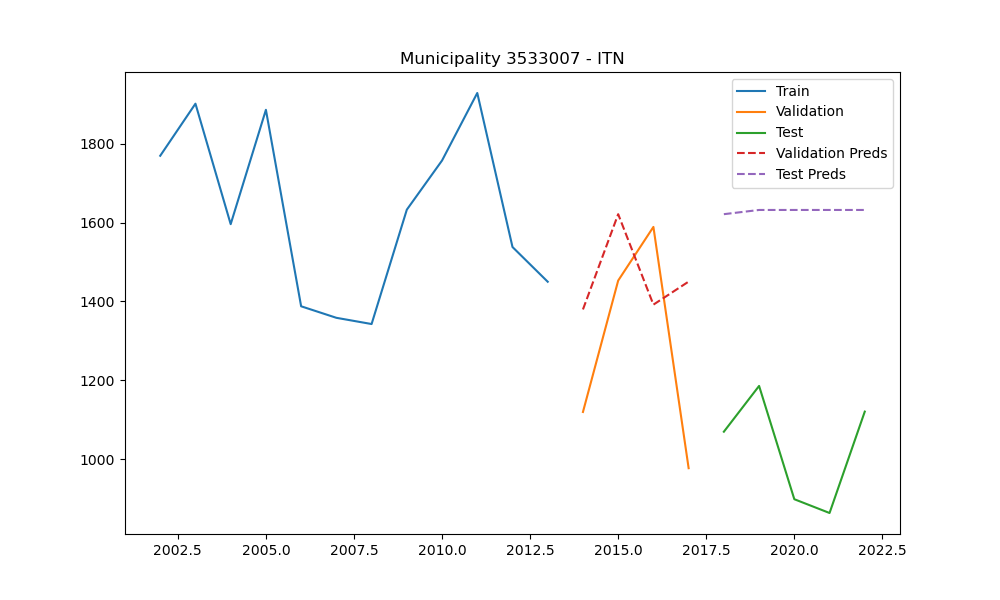 Municipality 3533007 - ITN
Train
Validation
Test
Validation Preds
Test Preds
1800
1600
1400
1200
1000
2002.5 2005.0 2007.5 2010.0 2012.5 2015.0 2017.5 2020.0 2022.5